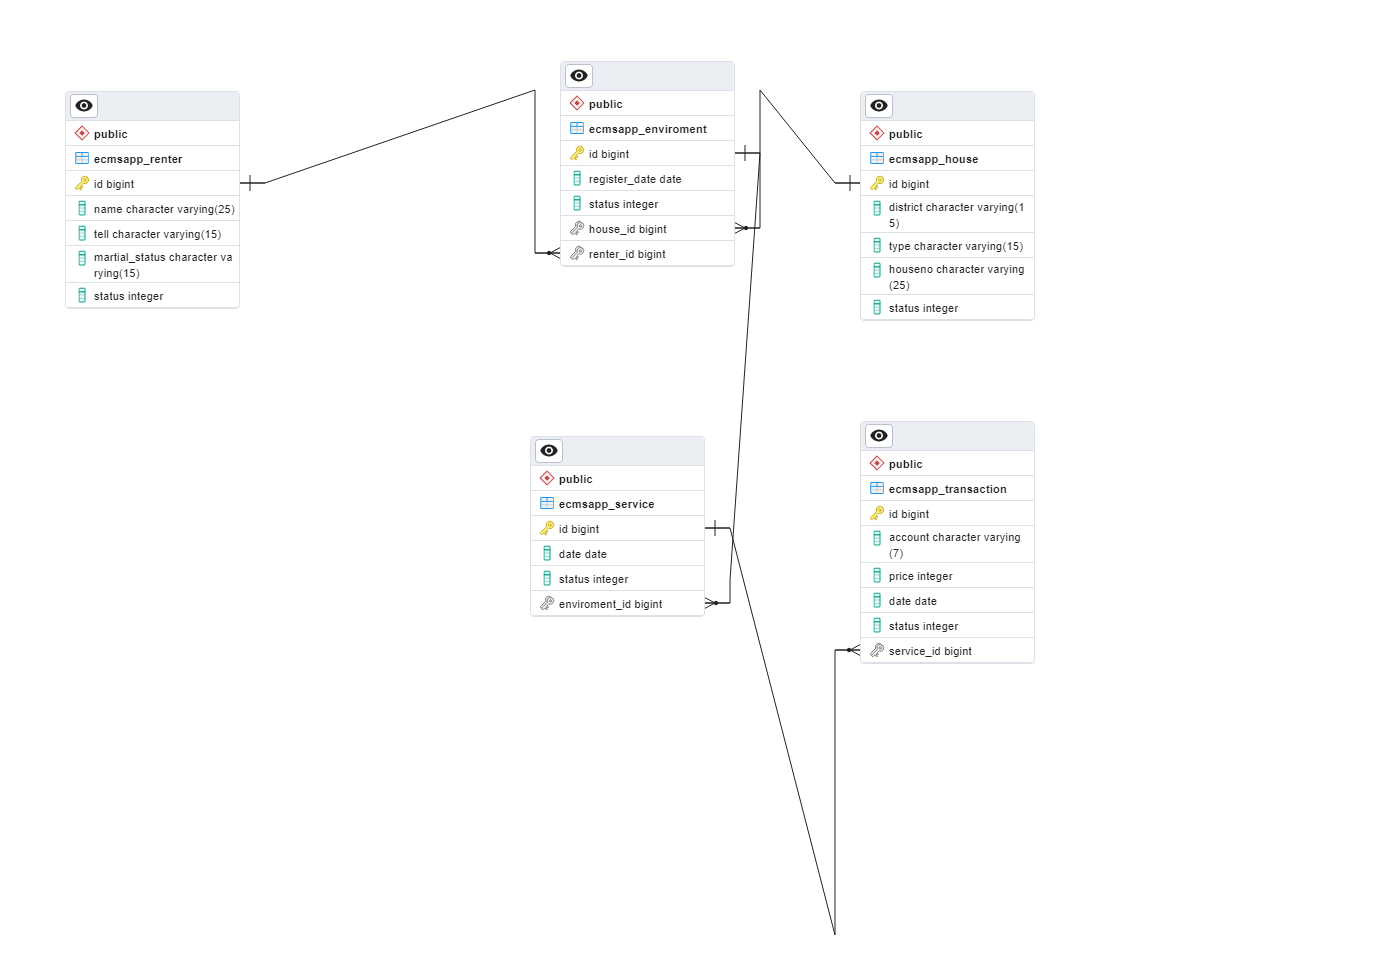 public
ecmsapp_renter
id bigint
name character varying(25)
tell character varying(15)
martial_status character va
rying(15)
status integer
public
ecmsapp_enviroment
id bigint
register_date date
status integer
house_id bigint
renter_id bigint
public
ecmsapp_house
id bigint
district character varying(1
5)
type character varying(15)
houseno character varying
(25)
status integer
public
ecmsapp_service
id bigint
date date
status integer
enviroment_id bigint
public
ecmsapp_transaction
id bigint
account character varying
(7)
price integer
date date
status integer
service_id bigint